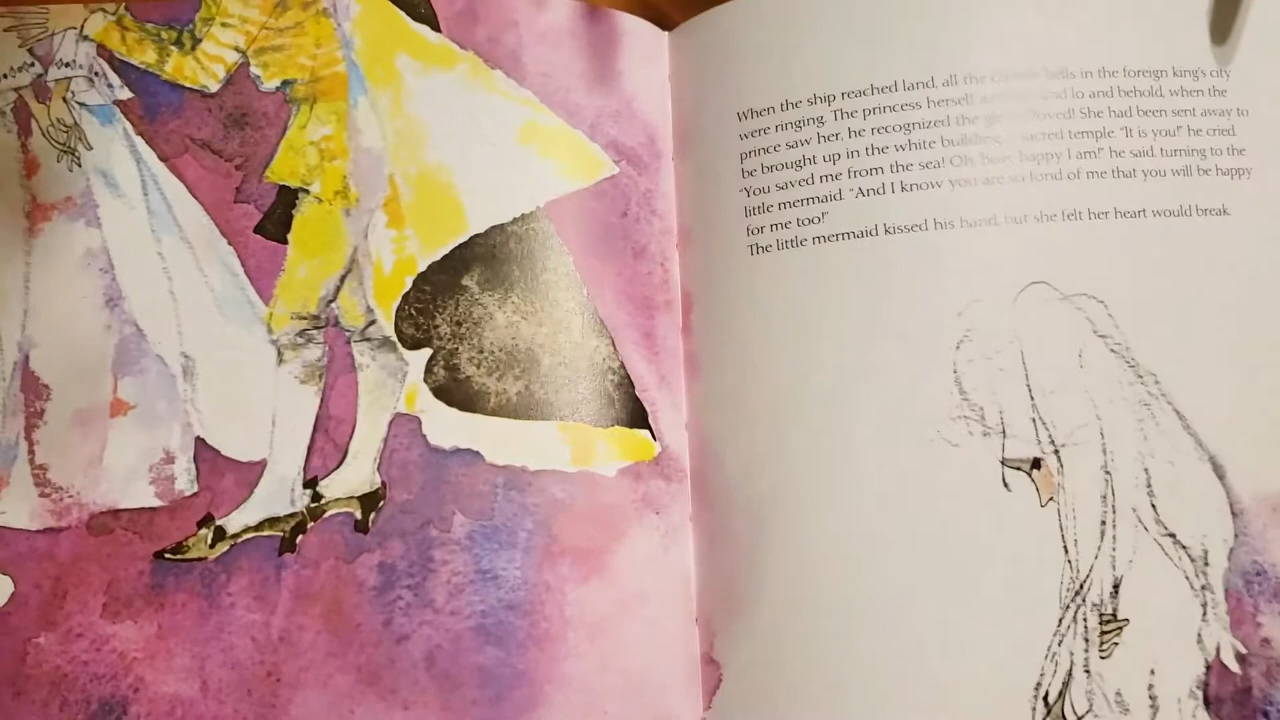 When the ship reached land, all the bells in the foreign king's city
were ringing. The princess herself and lo and behold, when the
prince saw her, he recognized the loved! She had been sent away to
be brought up in the white building, a sacred temple. "It is you!" he cried.
"You saved me from the sea! Oh, how happy I am!" he said, turning to the
little mermaid. "And I know you are so fond of me that you will be happy
for me too!"
The little mermaid kissed his hand, but she felt her heart would break.